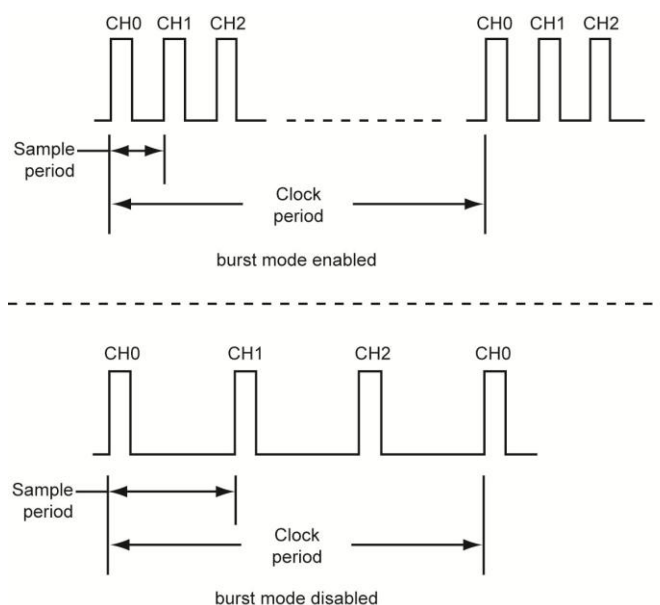 CH0 CH1 CH2 CH0 CH1 CH2
Sample
period
Clock
period
burst mode enabled
CH0 CH1 CH2 CH0
Sample
period
Clock
period
burst mode disabled